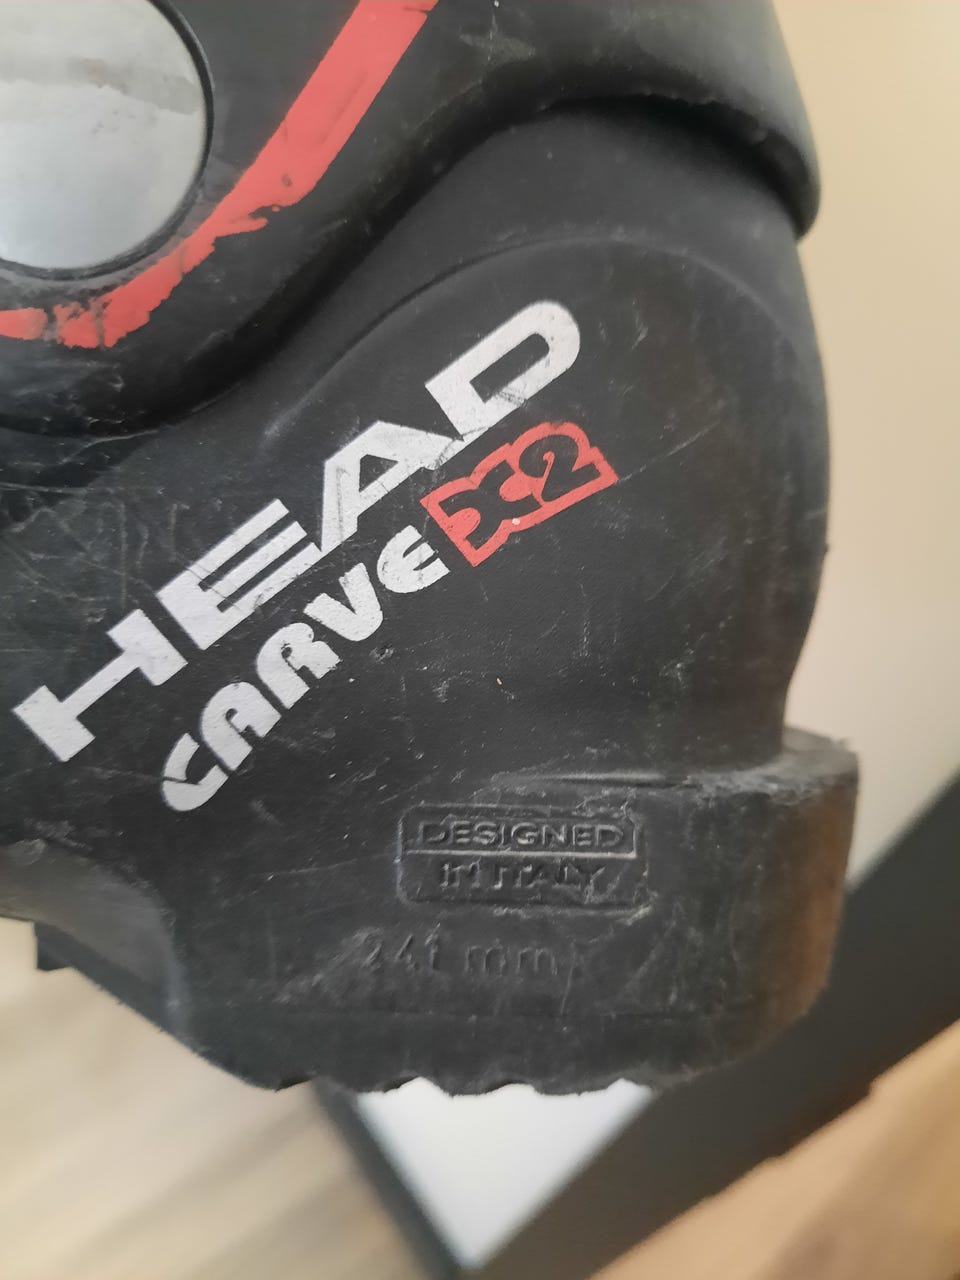 HEAD
CARVE X2
DESIGNED
IN ITALY
241 mm